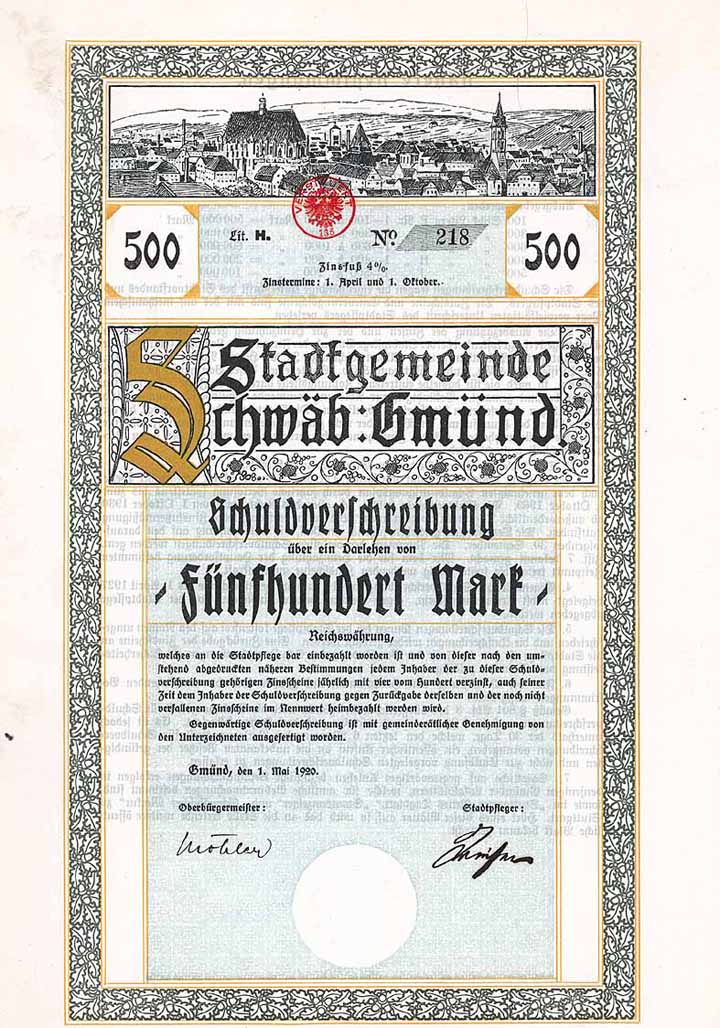 VERSTEUERT
135
500
Lit. H.
No. 218
500
Zinsfuß 4%.
Zinstermine: 1. April und 1. Oktober.
Stadtgemeinde
Schwäb: Gmünd.
Schuldverschreibung
über ein Darlehen von
Fünfhundert Mark
Reichswährung,
welches an die Stadtpflege bar einbezahlt worden ist und von dieser nach den um-
stehend abgedruckten näheren Bestimmungen jedem Inhaber der zu dieser Schuld-
verschreibung gehörigen Zinsscheine jährlich mit vier vom Hundert verzinst, auch seiner
Zeit dem Inhaber der Schuldverschreibung gegen Zurückgabe derselben und der noch nicht
verfallenen Zinsscheine im Nennwert heimbezahlt werden wird.
Gegenwärtige Schuldverschreibung ist mit gemeinderätlicher Genehmigung von
den Unterzeichneten ausgefertigt worden.
Gmünd, den 1. Mai 1920.
Oberbürgermeister:
Stadtpfleger:
Möhler